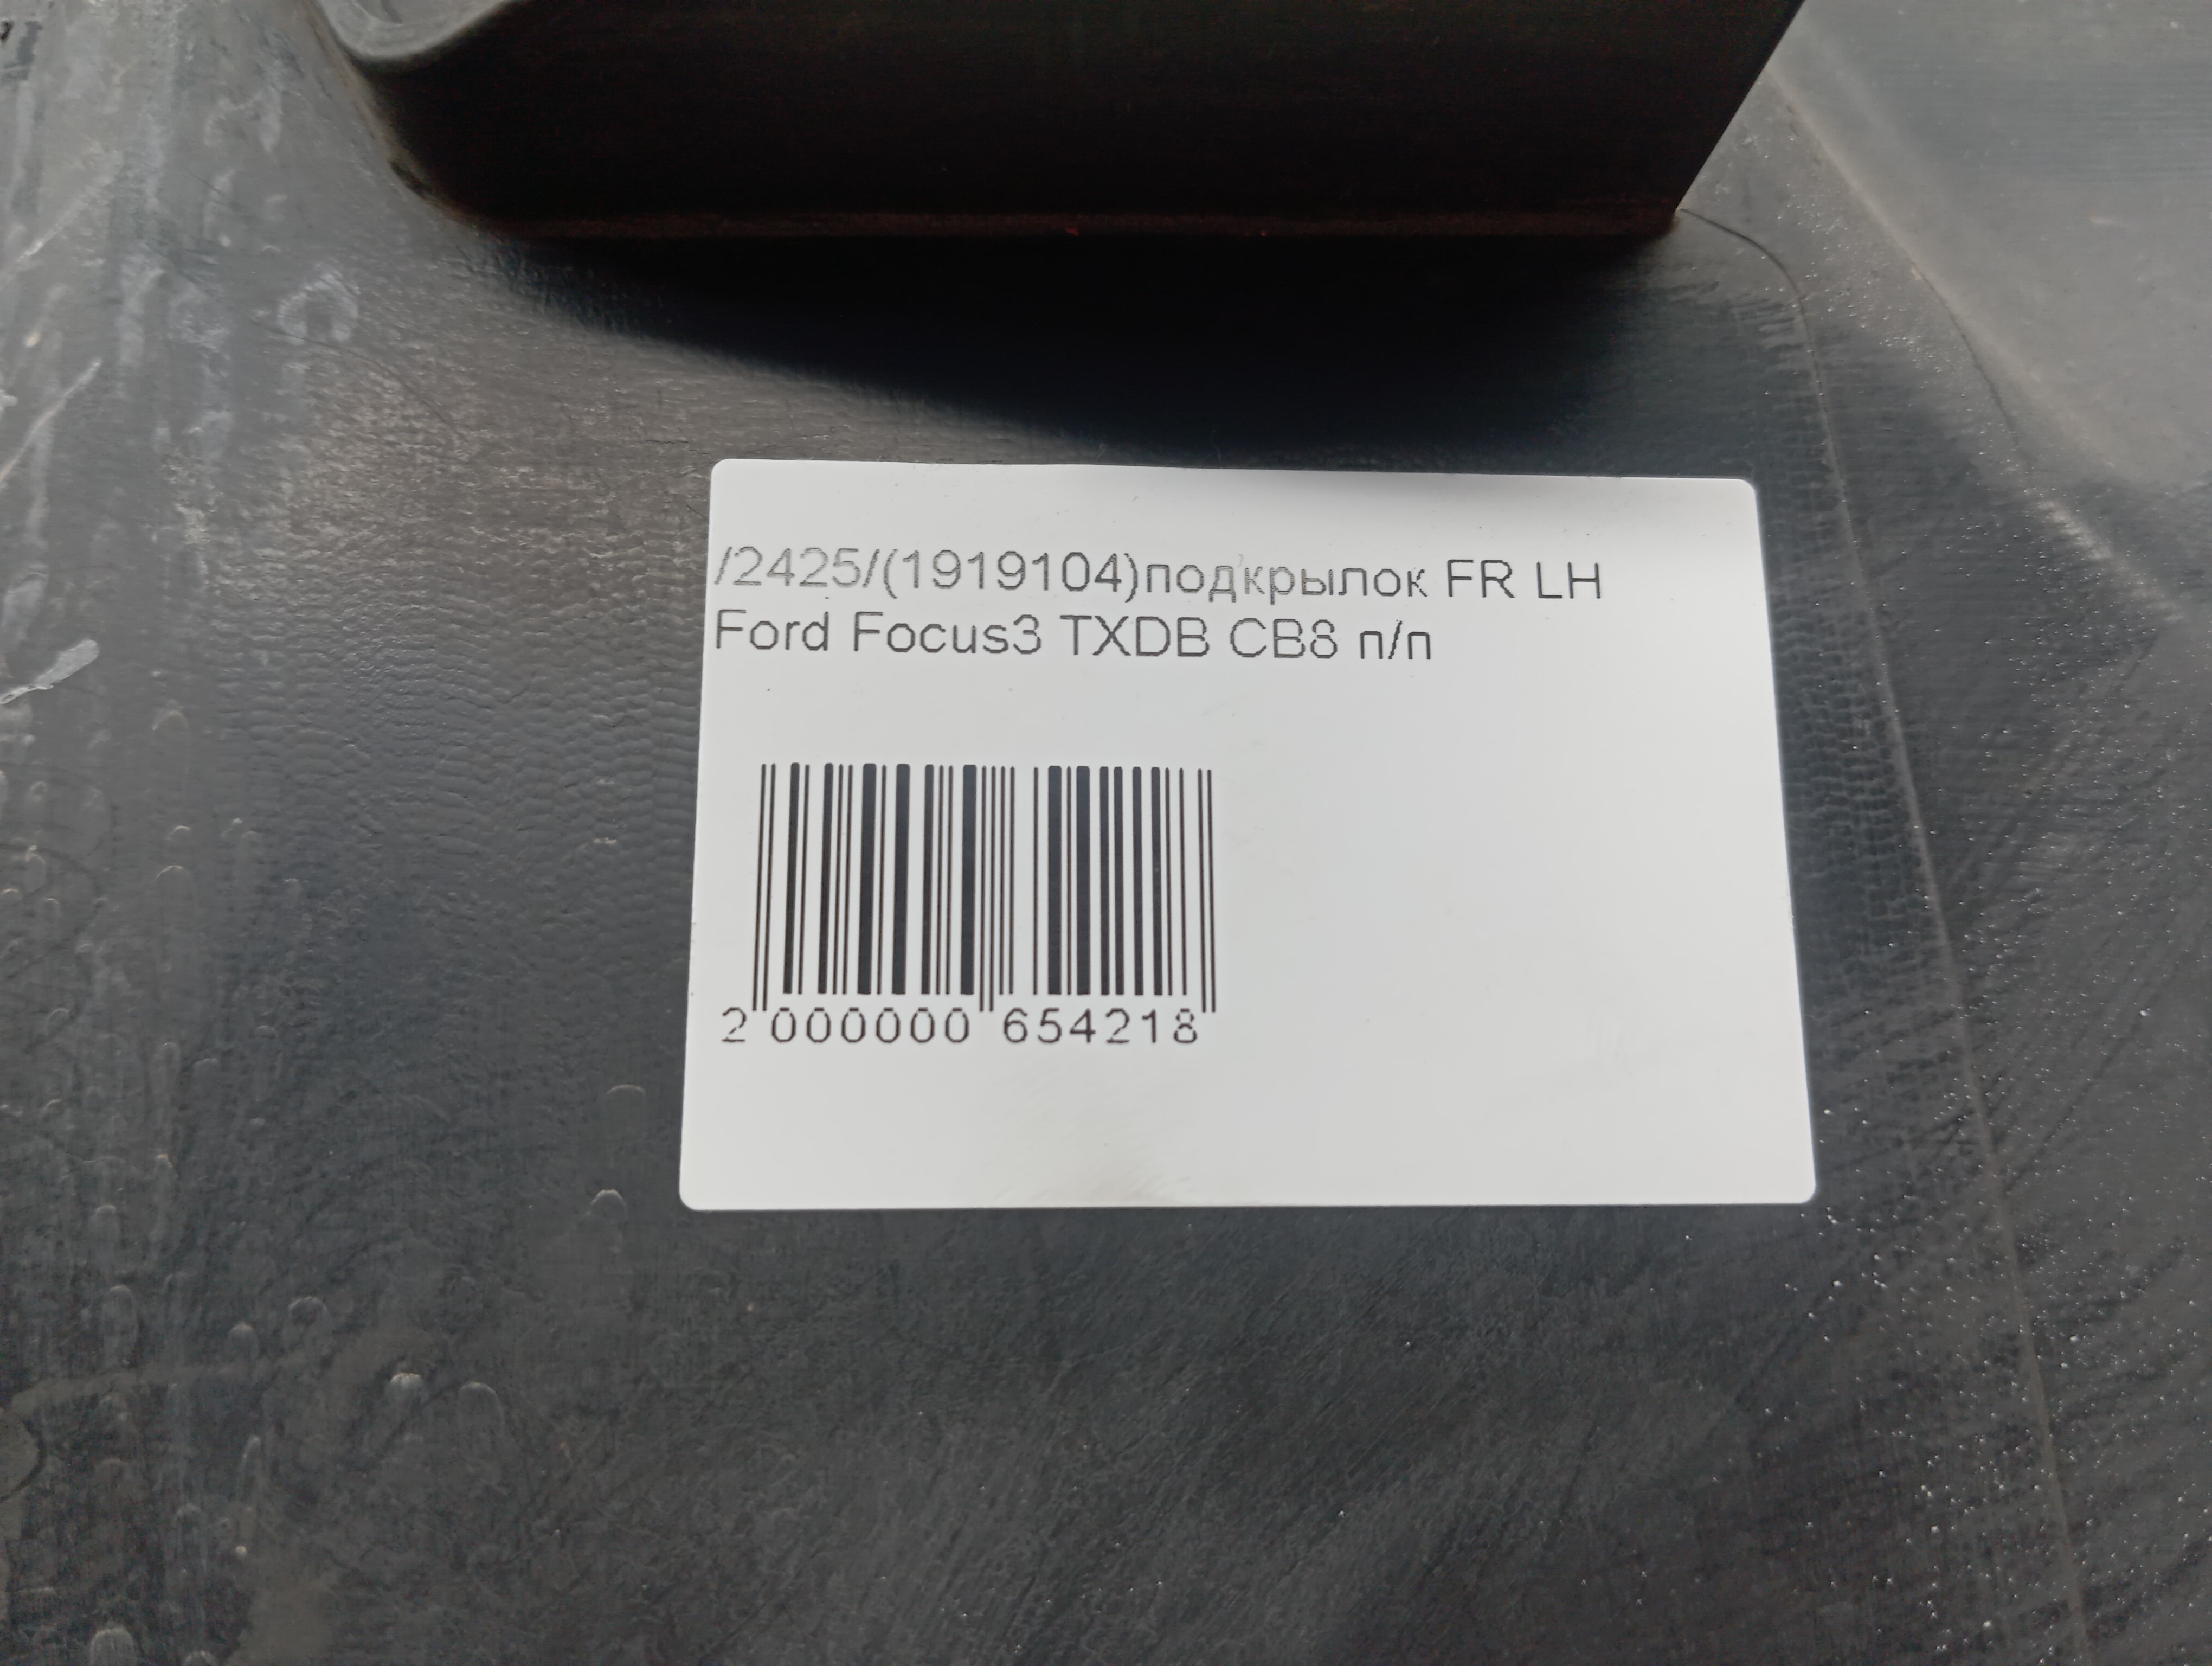 /2425/(1919104)подкрылок FR LH
Ford Focus3 TXDB CB8 п/п
2 000000 654218